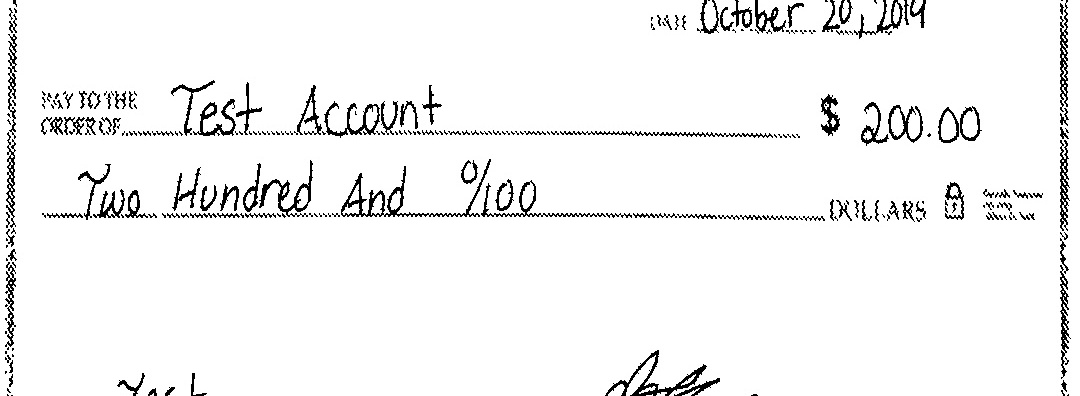 DATE October 20, 2019
PAY TO THE
ORDER OF Test Account $ 200.00
Two Hundred And 0/100 DOLLARS
Test